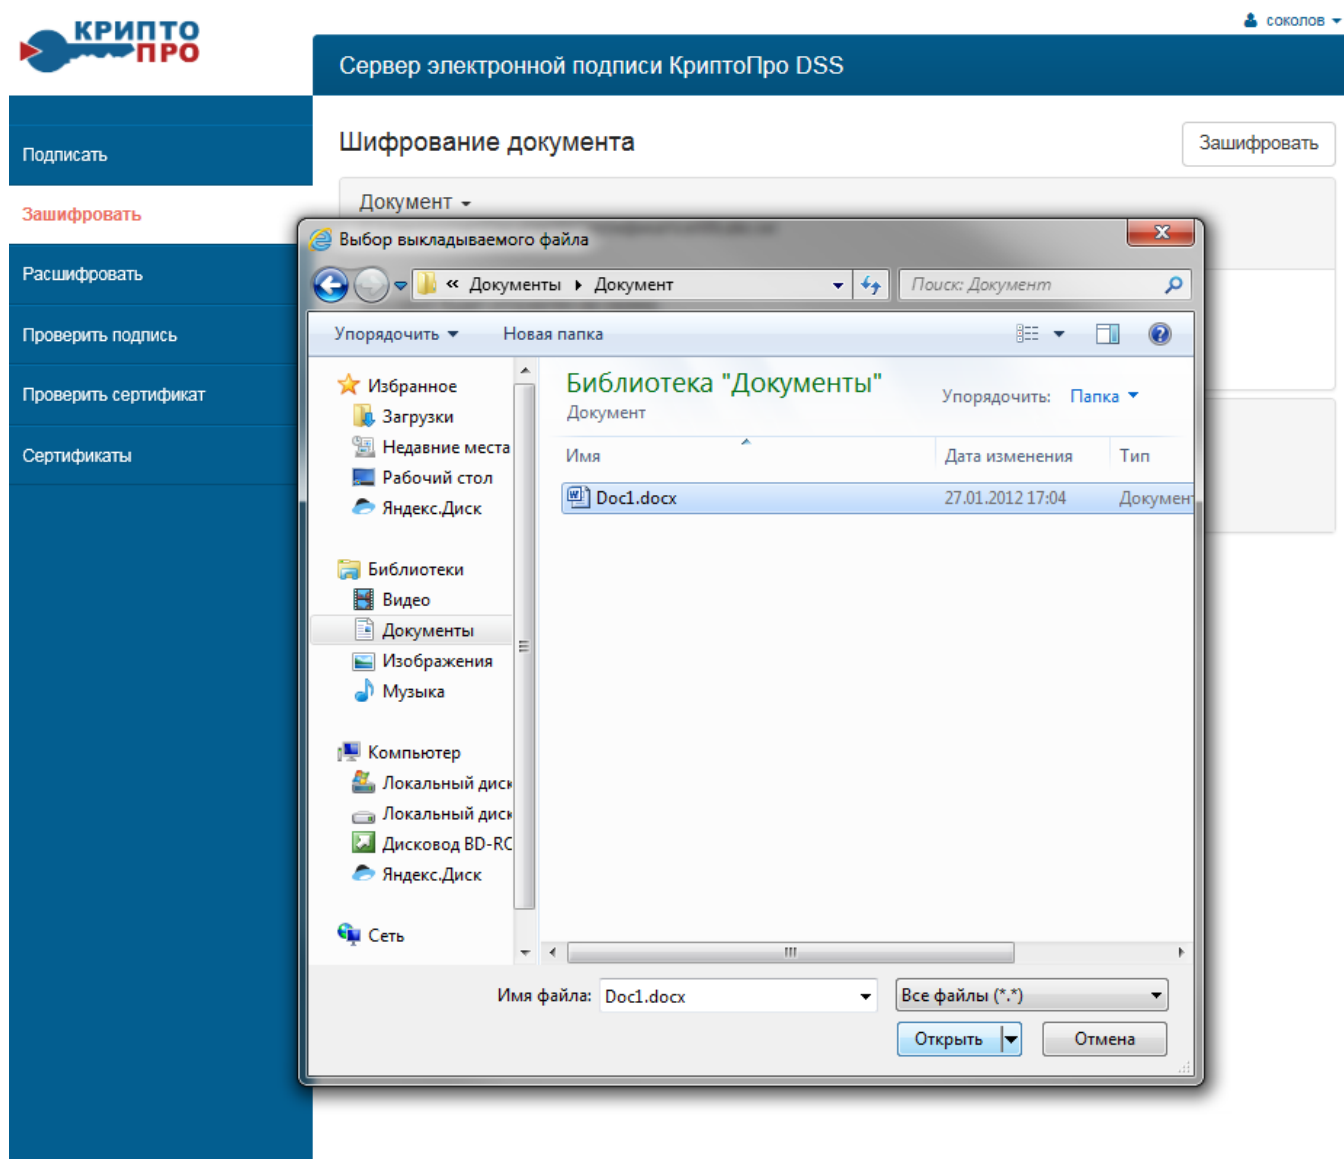 КРИПТО
ПРО
соколов
Сервер электронной подписи КриптоПро DSS
Подписать
Зашифровать
Расшифровать
Проверить подпись
Проверить сертификат
Сертификаты
Шифрование документа
Зашифровать
Документ
Выбор выкладываемого файла
« Документы Документ
Поиск: Документ
Упорядочить
Новая папка
Избранное
Загрузки
Недавние места
Рабочий стол
Яндекс.Диск
Библиотеки
Видео
Документы
Изображения
Музыка
Компьютер
Локальный диск
Локальный диск
Дисковод BD-RO
Яндекс.Диск
Сеть
Библиотека "Документы"
Документ
Упорядочить: Папка
Имя Дата изменения Тип
Doc1.docx 27.01.2012 17:04 Документ
Имя файла: Doc1.docx
Все файлы (*.*)
Открыть
Отмена